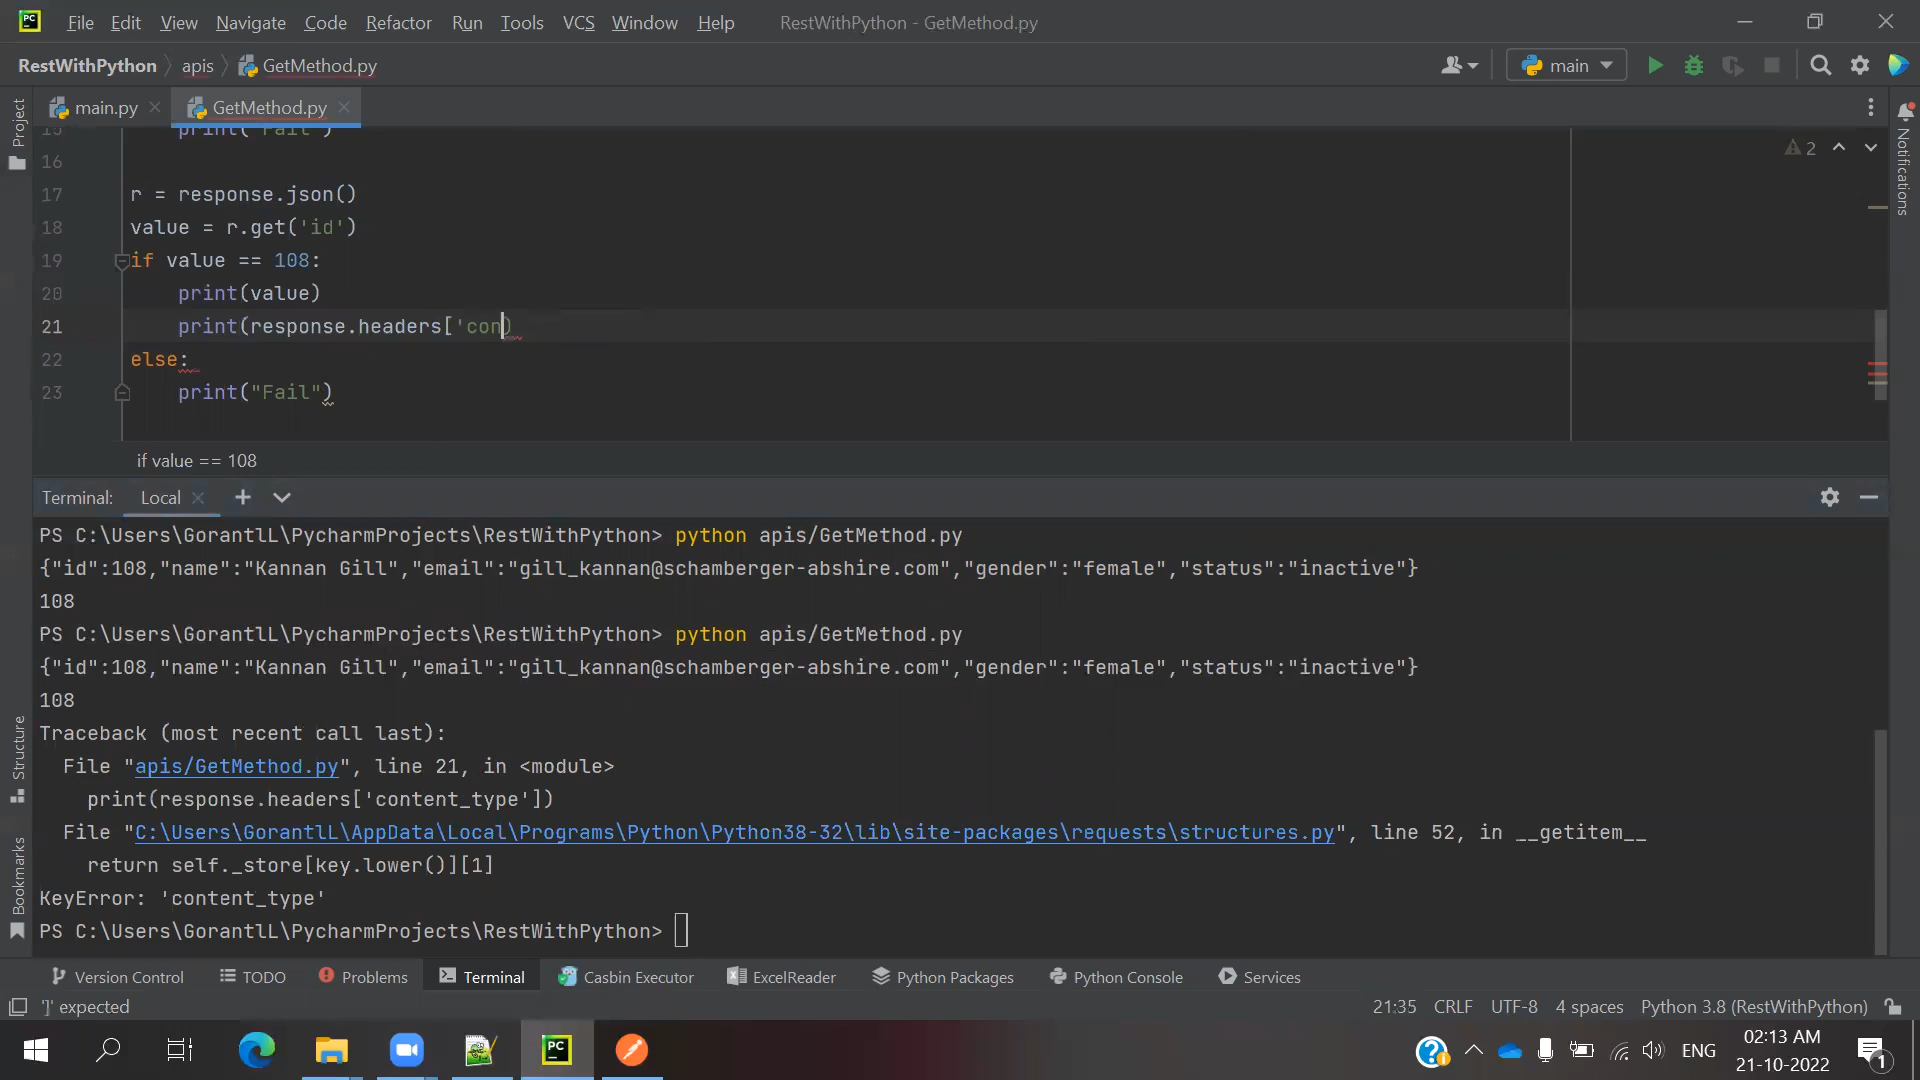 PC File Edit View Navigate Code Refactor Run Tools VCS Window Help RestWithPython - GetMethod.py
RestWithPython apis GetMethod.py main
main.py GetMethod.py
Project
Notifications
15 print("Fail")
16 2
17 r = response.json()
18 value = r.get('id')
19 if value == 108:
20 print(value)
21 print(response.headers['con)
22 else:
23 print("Fail")
if value == 108
Terminal: Local
PS C:\Users\GorantlL\PycharmProjects\RestWithPython> python apis/GetMethod.py
{"id":108,"name":"Kannan Gill","email":"gill_kannan@schamberger-abshire.com","gender":"female","status":"inactive"}
108
PS C:\Users\GorantlL\PycharmProjects\RestWithPython> python apis/GetMethod.py
{"id":108,"name":"Kannan Gill","email":"gill_kannan@schamberger-abshire.com","gender":"female","status":"inactive"}
108
Traceback (most recent call last):
File "apis/GetMethod.py", line 21, in <module>
print(response.headers['content_type'])
File "C:\Users\GorantlL\AppData\Local\Programs\Python\Python38-32\lib\site-packages\requests\structures.py", line 52, in __getitem__
return self._store[key.lower()][1]
KeyError: 'content_type'
PS C:\Users\GorantlL\PycharmProjects\RestWithPython>
Structure
Bookmarks
Version Control TODO Problems Terminal Casbin Executor ExcelReader Python Packages Python Console Services
']' expected 21:35 CRLF UTF-8 4 spaces Python 3.8 (RestWithPython)
PC ENG 02:13 AM
21-10-2022 1